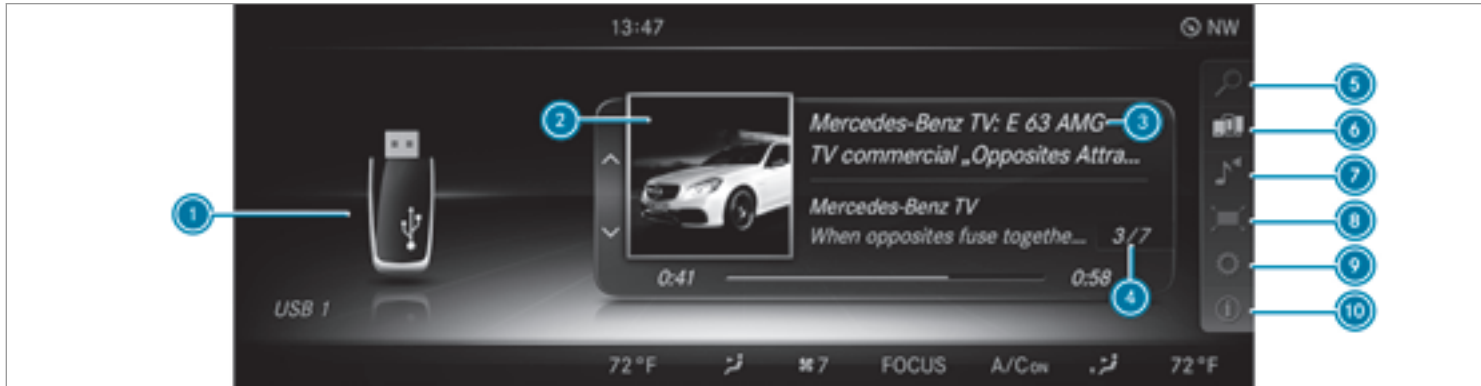 13:47
NW
Mercedes-Benz TV: E 63 AMG
TV commercial „Opposites Attra...
Mercedes-Benz TV
When opposites fuse togethe... 3/7
0:41 0:58
USB 1
72°F 7 FOCUS A/C ON 72°F
1
2
3
4
5
6
7
8
9
10